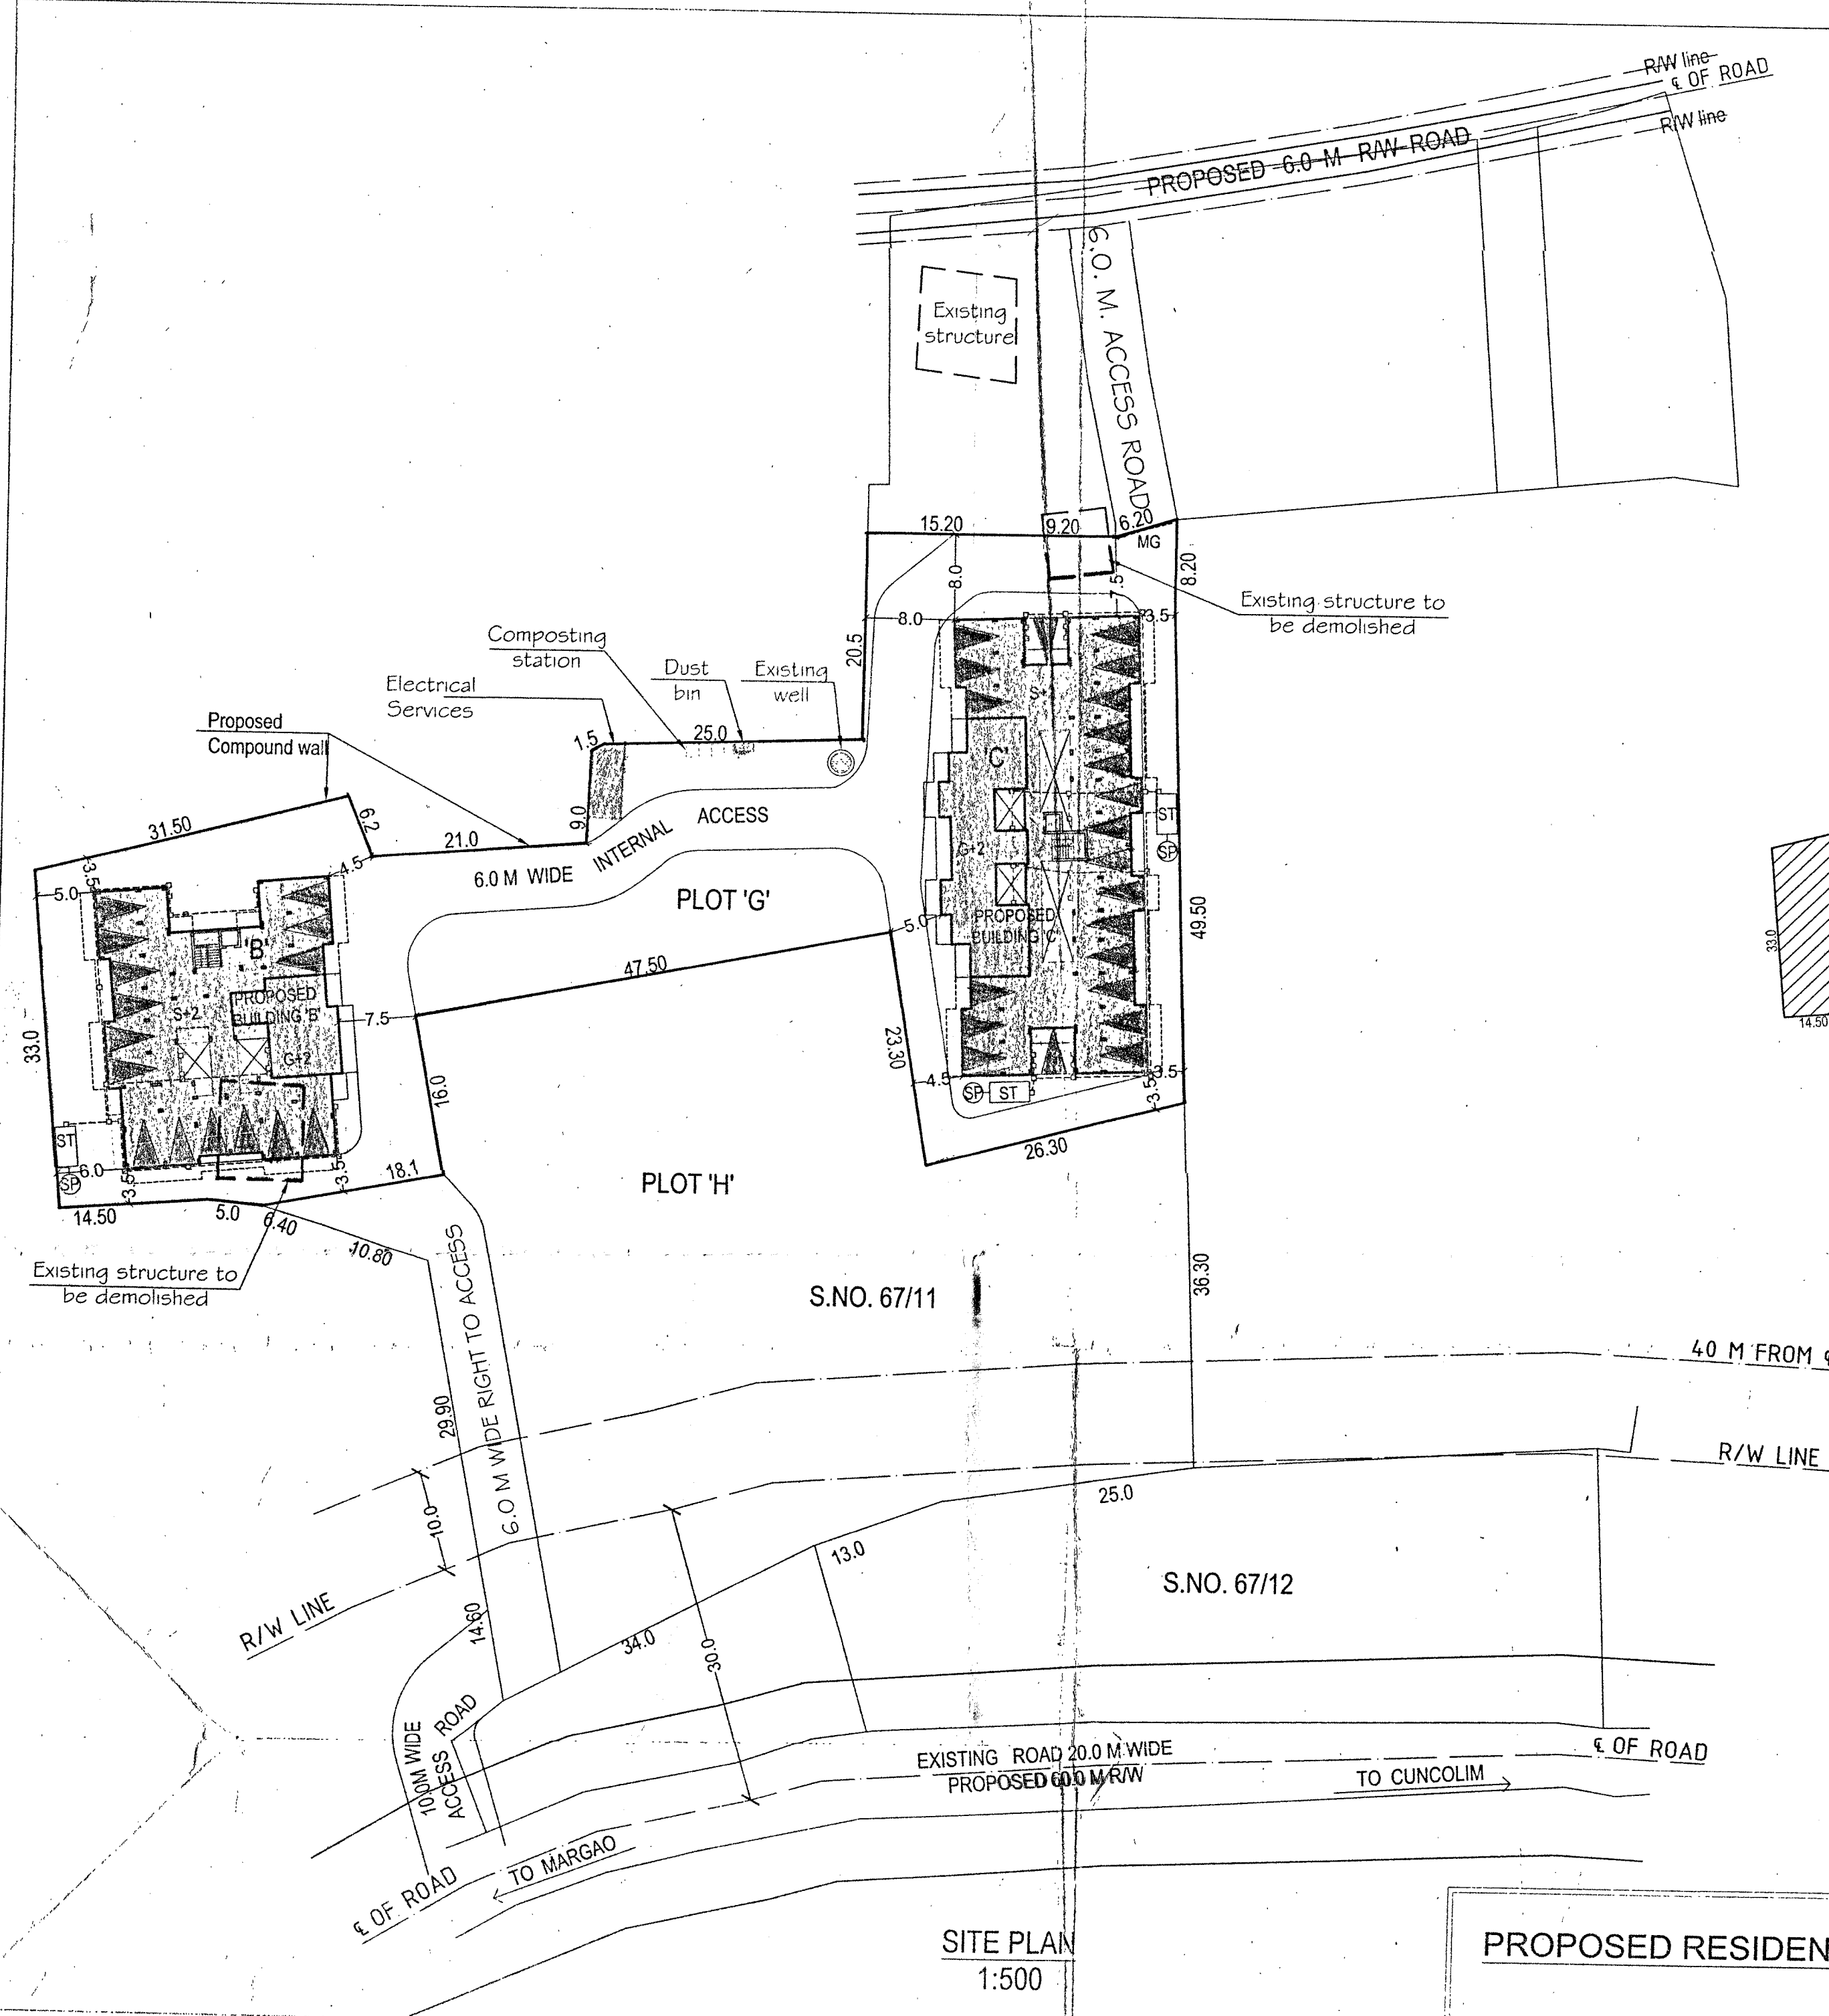 R/W line
℄ OF ROAD
R/W line
PROPOSED 6.0 M R/W ROAD
6.0. M. ACCESS ROAD
Existing
structure
15.20
9.20
6.20
MG
8.20
8.0
7.5
Existing structure to
be demolished
8.0
3.5
20.5
Composting
station
Dust
bin
Existing
well
Electrical
Services
Proposed
Compound wall
1.5
25.0
'C'
31.50
6.2
21.0
9.0
ACCESS
INTERNAL
6.0 M WIDE
ST
SP
G+2
4.5
3.5
5.0
PLOT 'G'
5.0
PROPOSED
BUILDING 'C'
49.50
33.0
14.50
'B'
47.50
PROPOSED
BUILDING 'B'
S+2
7.5
G+2
33.0
16.0
23.30
4.5
SP
ST
3.5
3.5
26.30
ST
6.0
SP
3.5
3.5
18.1
14.50
5.0
6.40
10.80
PLOT 'H'
Existing structure to
be demolished
S.NO. 67/11
36.30
6.0 M WIDE RIGHT TO ACCESS
29.90
40 M FROM ℄
R/W LINE
10.0
25.0
13.0
S.NO. 67/12
R/W LINE
14.60
34.0
30.0
10.0M WIDE
ACCESS ROAD
EXISTING ROAD 20.0 M WIDE
PROPOSED 60.0 M R/W
℄ OF ROAD
TO CUNCOLIM
TO MARGAO
℄ OF ROAD
SITE PLAN
1:500
PROPOSED RESIDEN